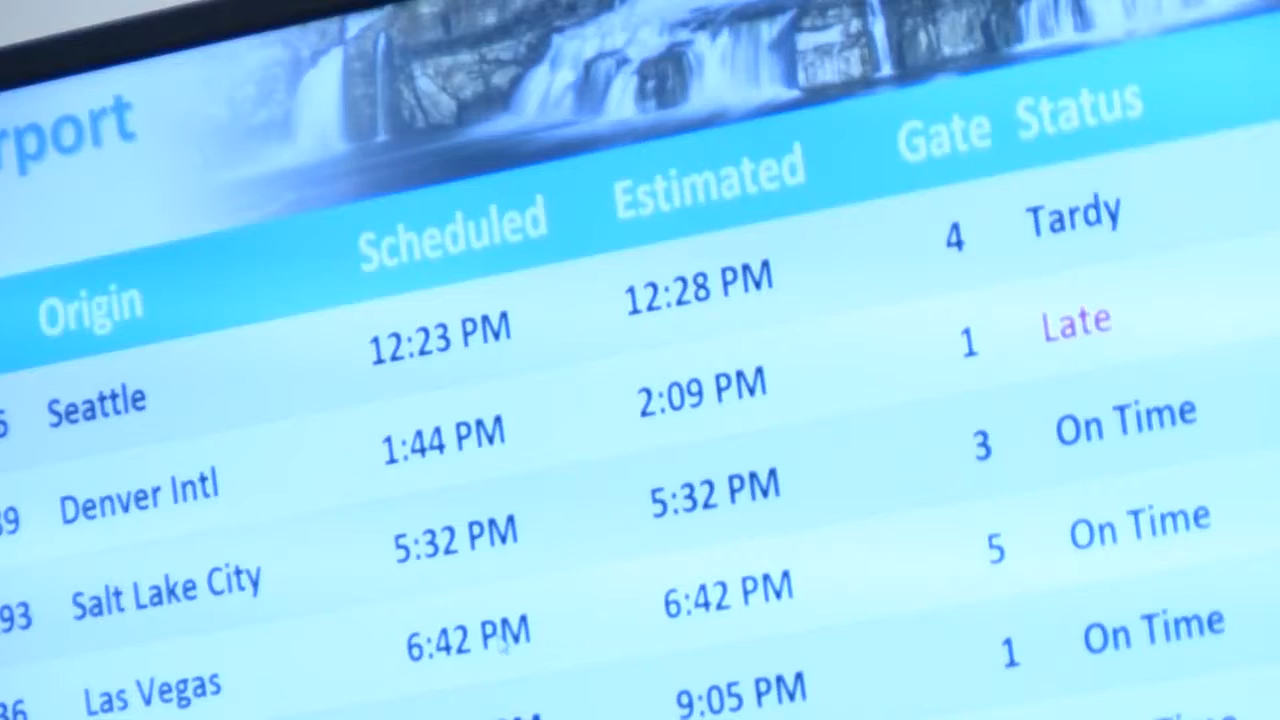 rport
Origin Scheduled Estimated Gate Status
Seattle 12:23 PM 12:28 PM 4 Tardy
Denver Intl 1:44 PM 2:09 PM 1 Late
93 Salt Lake City 5:32 PM 5:32 PM 3 On Time
Las Vegas 6:42 PM 6:42 PM 5 On Time
9:05 PM 1 On Time